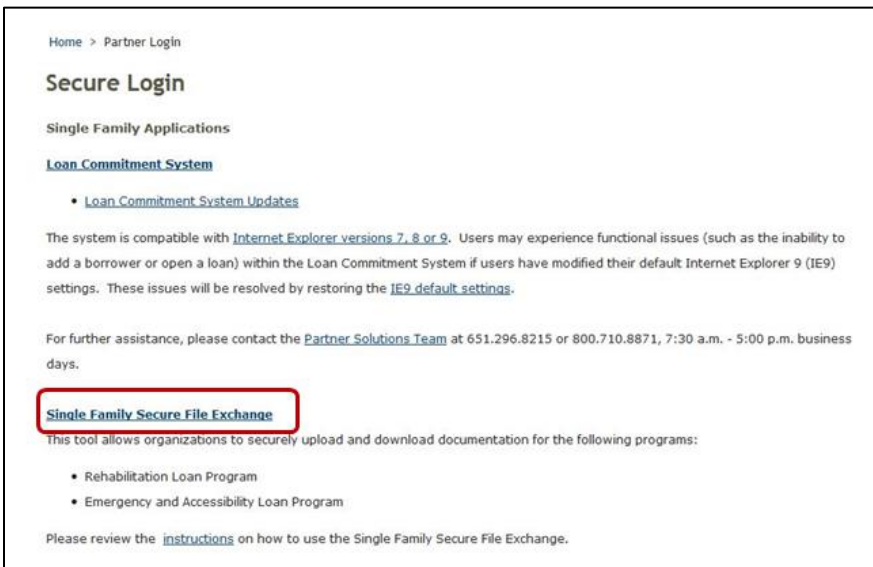 Home > Partner Login
Secure Login
Single Family Applications
Loan Commitment System
• Loan Commitment System Updates
The system is compatible with Internet Explorer versions 7, 8 or 9. Users may experience functional issues (such as the inability to
add a borrower or open a loan) within the Loan Commitment System if users have modified their default Internet Explorer 9 (IE9)
settings. These issues will be resolved by restoring the IE9 default settings.
For further assistance, please contact the Partner Solutions Team at 651.296.8215 or 800.710.8871, 7:30 a.m. - 5:00 p.m. business
days.
Single Family Secure File Exchange
This tool allows organizations to securely upload and download documentation for the following programs:
• Rehabilitation Loan Program
• Emergency and Accessibility Loan Program
Please review the instructions on how to use the Single Family Secure File Exchange.